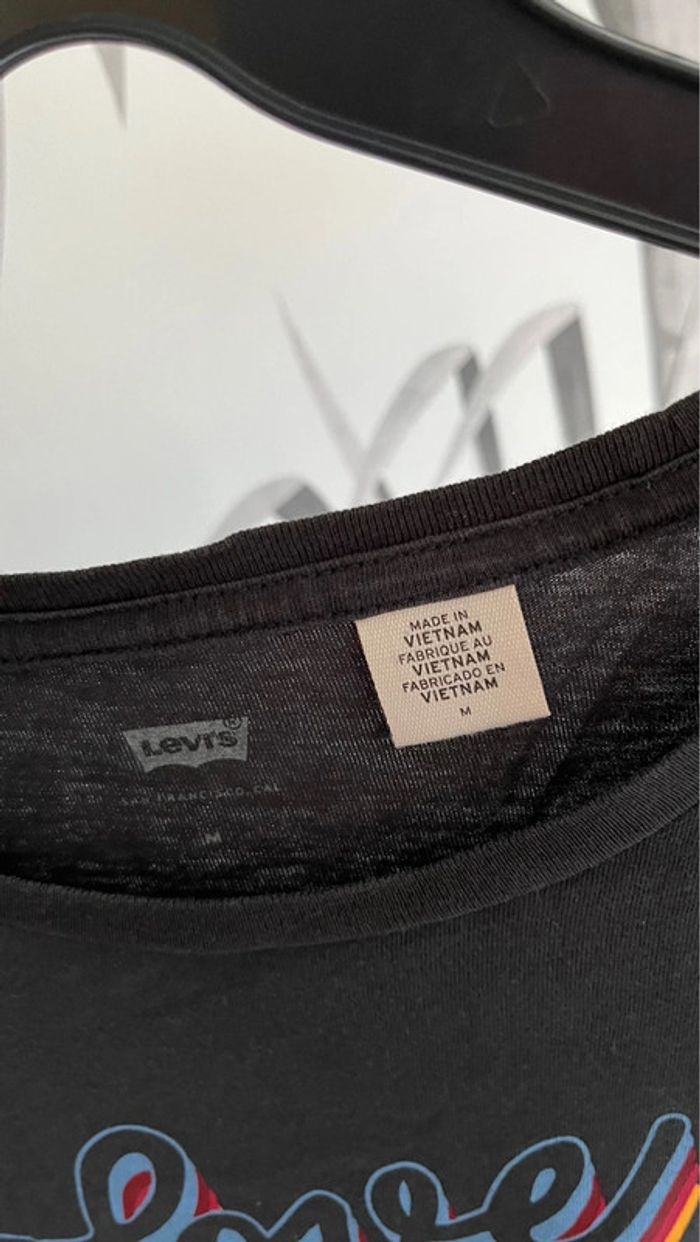 MADE IN
VIETNAM
FABRIQUE AU
VIETNAM
FABRICADO EN
VIETNAM
M
Levi's®
SAN FRANCISCO, CAL
M